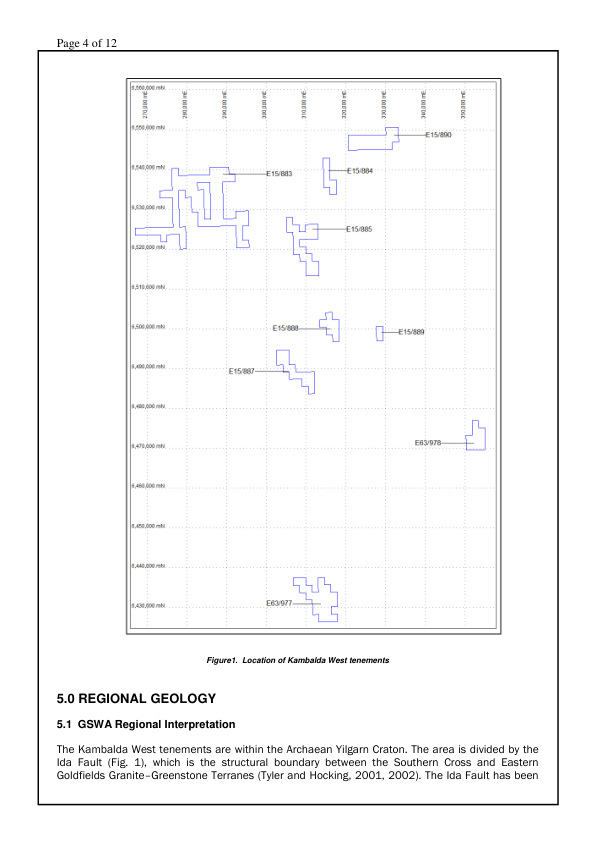 Page 4 of 12
6,560,000 mN
270,000 mE
280,000 mE
290,000 mE
300,000 mE
310,000 mE
320,000 mE
330,000 mE
340,000 mE
350,000 mE
6,550,000 mN
E15/890
6,540,000 mN
E15/883
E15/884
6,530,000 mN
E15/885
6,520,000 mN
6,510,000 mN
6,500,000 mN
E15/888
E15/889
6,490,000 mN
E15/887
6,480,000 mN
E63/978
6,470,000 mN
6,460,000 mN
6,450,000 mN
6,440,000 mN
6,430,000 mN
E63/977
Figure1. Location of Kambalda West tenements
5.0 REGIONAL GEOLOGY
5.1 GSWA Regional Interpretation
The Kambalda West tenements are within the Archaean Yilgarn Craton. The area is divided by the
Ida Fault (Fig. 1), which is the structural boundary between the Southern Cross and Eastern
Goldfields Granite–Greenstone Terranes (Tyler and Hocking, 2001, 2002). The Ida Fault has been